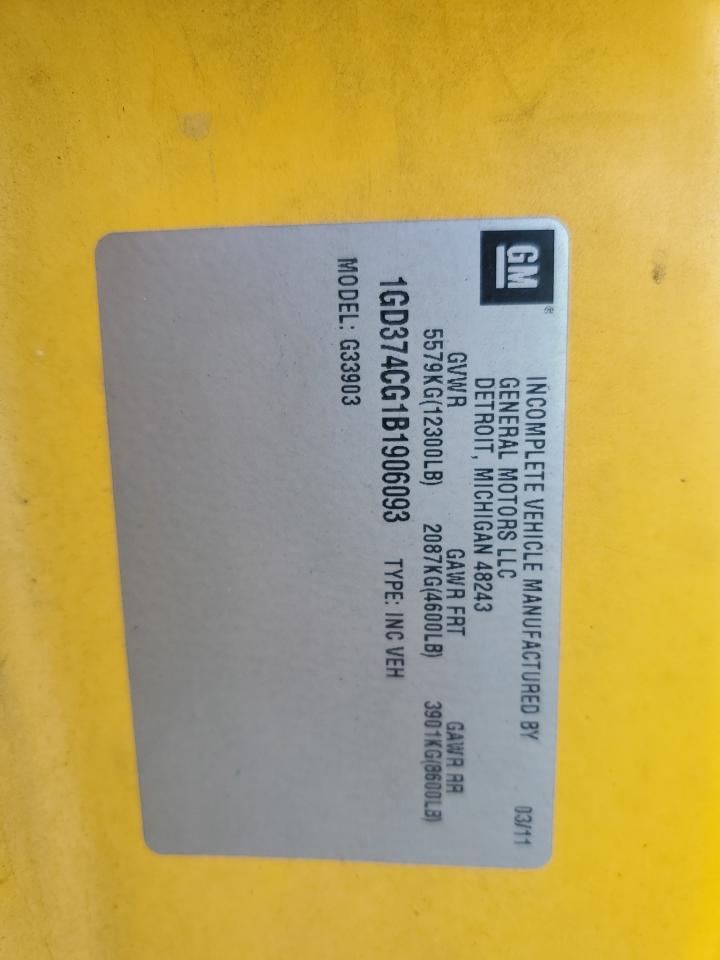 GM ®
INCOMPLETE VEHICLE MANUFACTURED BY
GENERAL MOTORS LLC 03/11
DETROIT, MICHIGAN 48243
GVWR GAWR FRT GAWR RR
5579KG(12300LB) 2087KG(4600LB) 3901KG(8600LB)
1GD374CG1B1906093 TYPE: INC VEH
MODEL: G33903